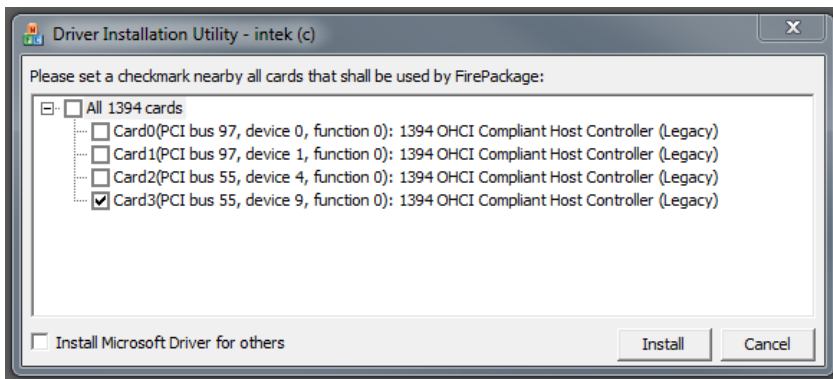 Driver Installation Utility - intek (c)
Please set a checkmark nearby all cards that shall be used by FirePackage:
All 1394 cards
Card0(PCI bus 97, device 0, function 0): 1394 OHCI Compliant Host Controller (Legacy)
Card1(PCI bus 97, device 1, function 0): 1394 OHCI Compliant Host Controller (Legacy)
Card2(PCI bus 55, device 4, function 0): 1394 OHCI Compliant Host Controller (Legacy)
Card3(PCI bus 55, device 9, function 0): 1394 OHCI Compliant Host Controller (Legacy)
Install Microsoft Driver for others
Install
Cancel